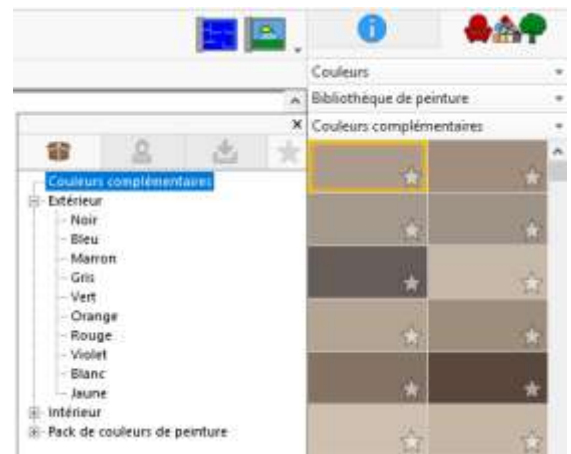 Couleurs
Bibliothèque de peinture
Couleurs complémentaires
Couleurs complémentaires
Extérieur
Noir
Bleu
Marron
Gris
Vert
Orange
Rouge
Violet
Blanc
Jaune
Intérieur
Pack de couleurs de peinture